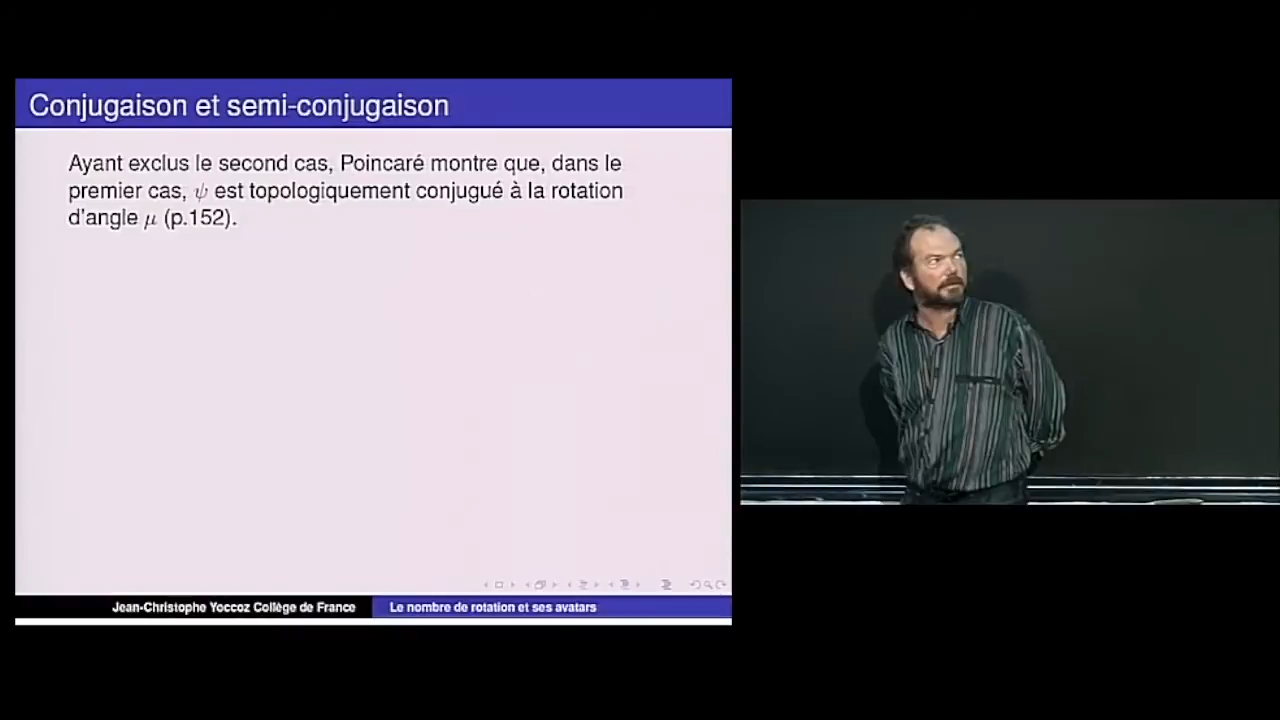 Conjugaison et semi-conjugaison
Ayant exclus le second cas, Poincaré montre que, dans le
premier cas, ψ est topologiquement conjugué à la rotation
d'angle μ (p.152).
Jean-Christophe Yoccoz Collège de France
Le nombre de rotation et ses avatars